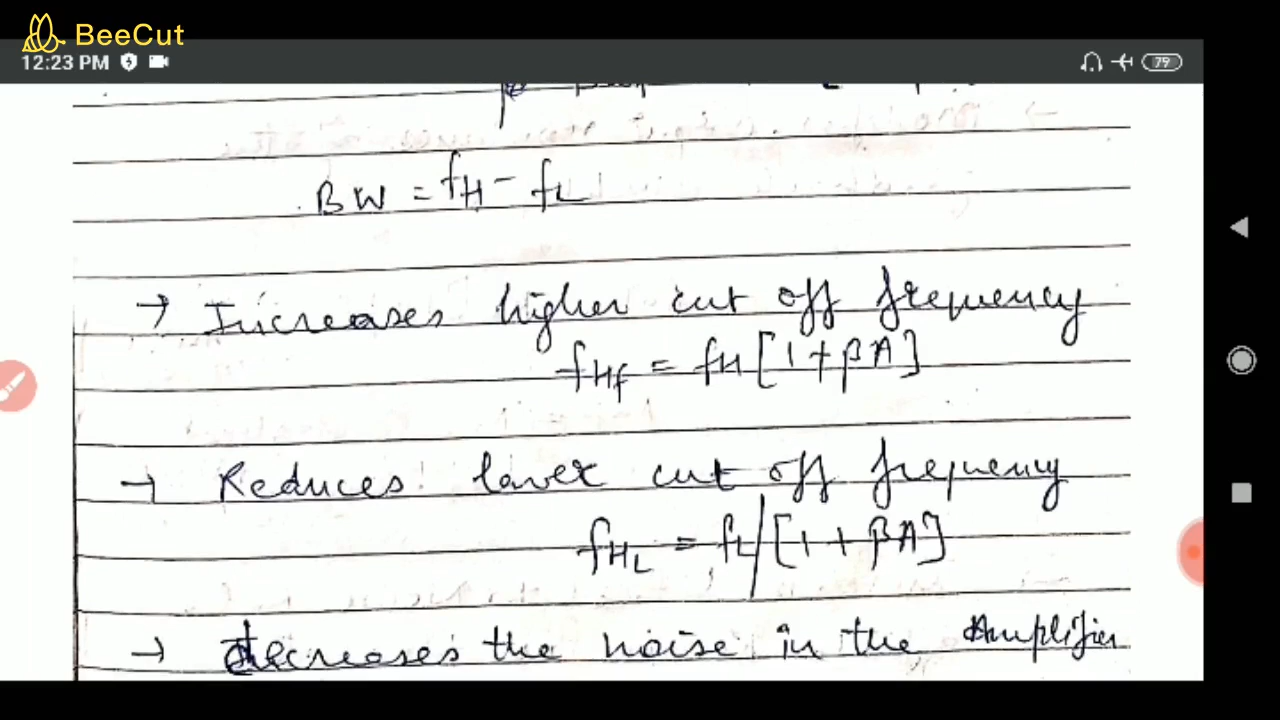 BeeCut
12:23 PM
79
BW = fH - fL
→ Increases higher cut off frequency
fHf = fH [1+βA]
→ Reduces lower cut off frequency
fHL = fL/[1+βA]
→ decreases the noise in the Amplifier